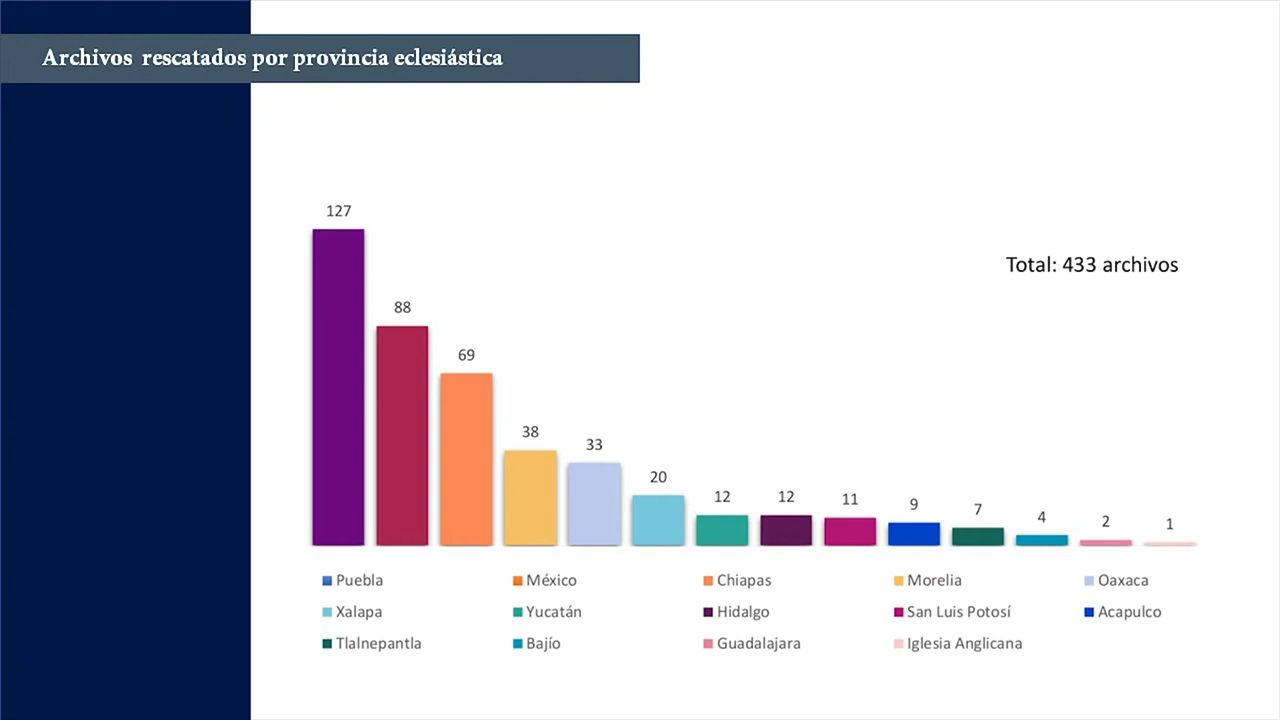 Archivos rescatados por provincia eclesiástica
127
Total: 433 archivos
88
69
38
33
20
12
12
11
9
7
4
2
1
Puebla México Chiapas Morelia Oaxaca
Xalapa Yucatán Hidalgo San Luis Potosí Acapulco
Tlalnepantla Bajío Guadalajara Iglesia Anglicana